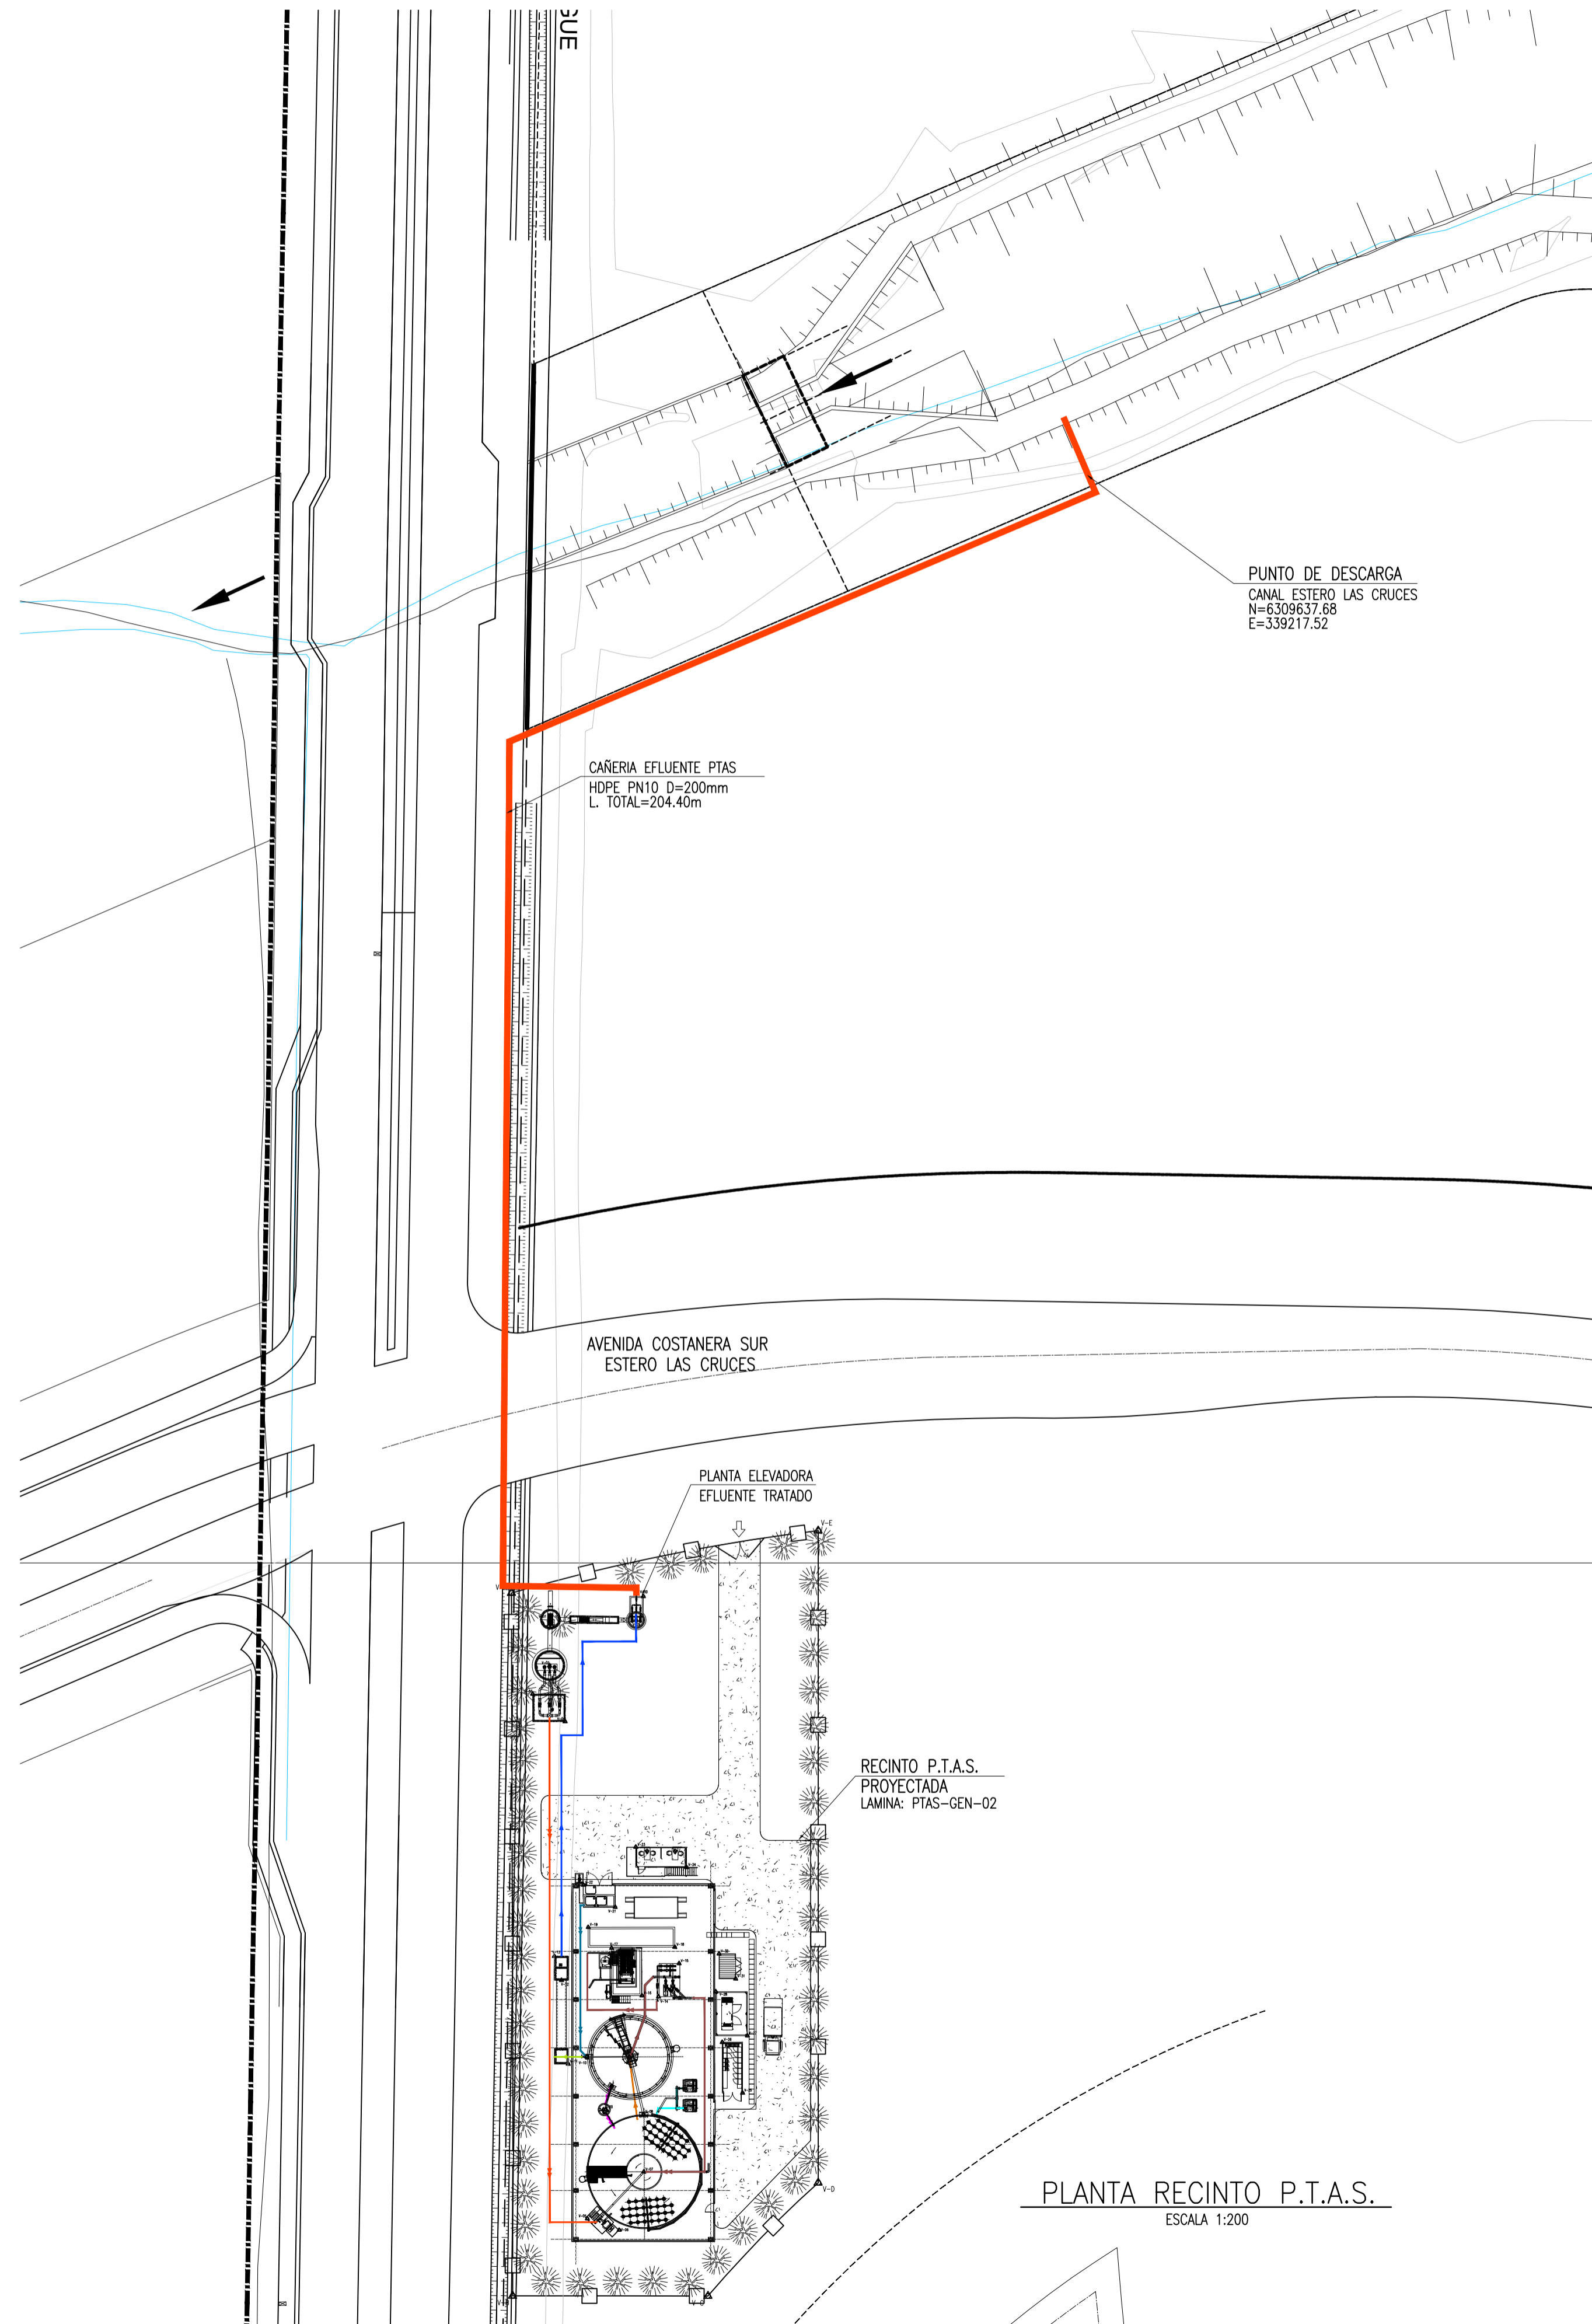 GUE
PUNTO DE DESCARGA
CANAL ESTERO LAS CRUCES
N=6309637.68
E=339217.52
CAÑERIA EFLUENTE PTAS
HDPE PN10 D=200mm
L. TOTAL=204.40m
AVENIDA COSTANERA SUR
ESTERO LAS CRUCES
PLANTA ELEVADORA
EFLUENTE TRATADO
V-E
RECINTO P.T.A.S.
PROYECTADA
LAMINA: PTAS-GEN-02
V-D
PLANTA RECINTO P.T.A.S.
ESCALA 1:200